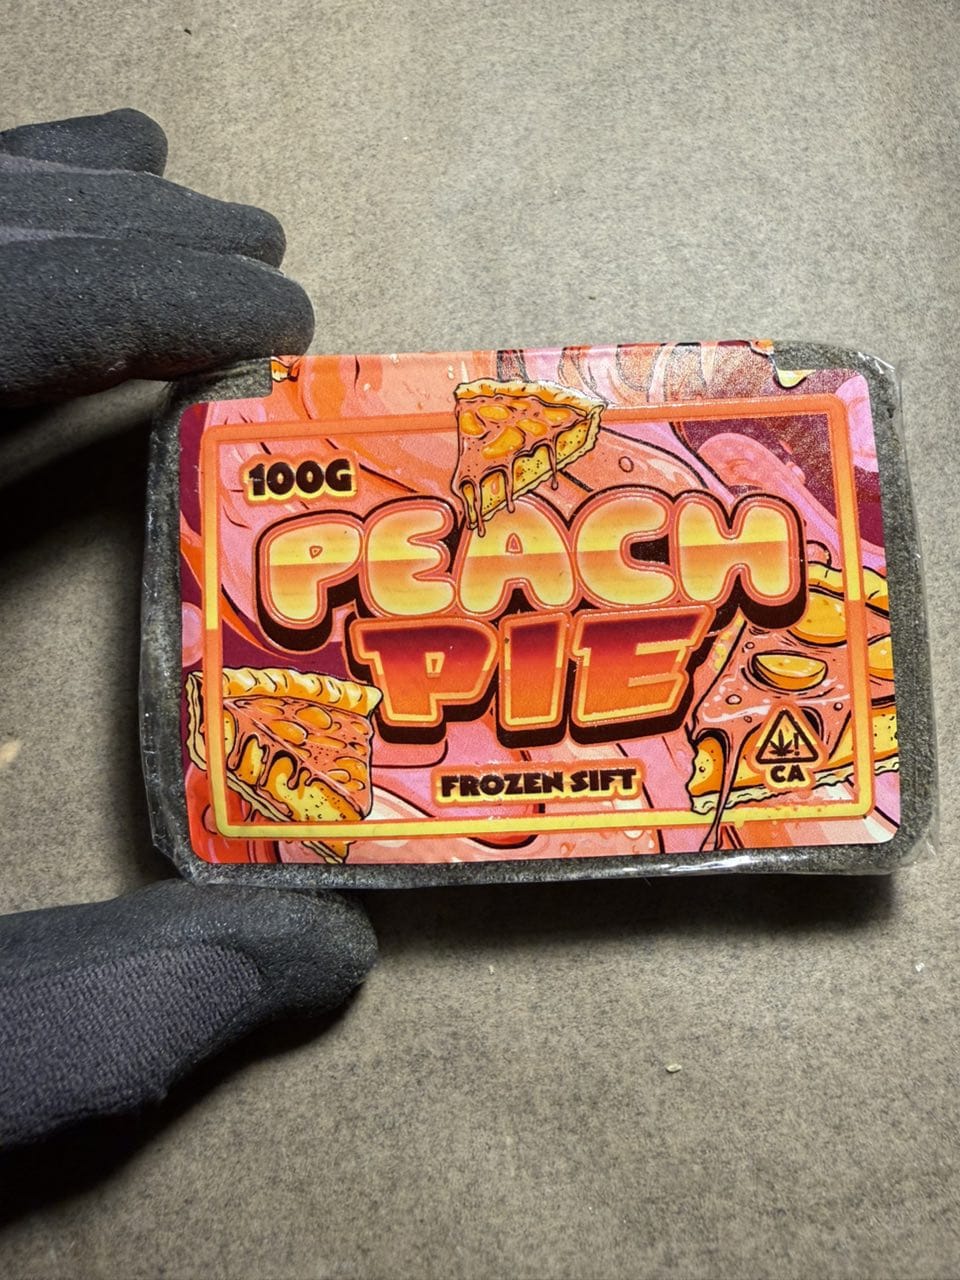 100G
PEACH
PIE
FROZEN SIFT
!
CA